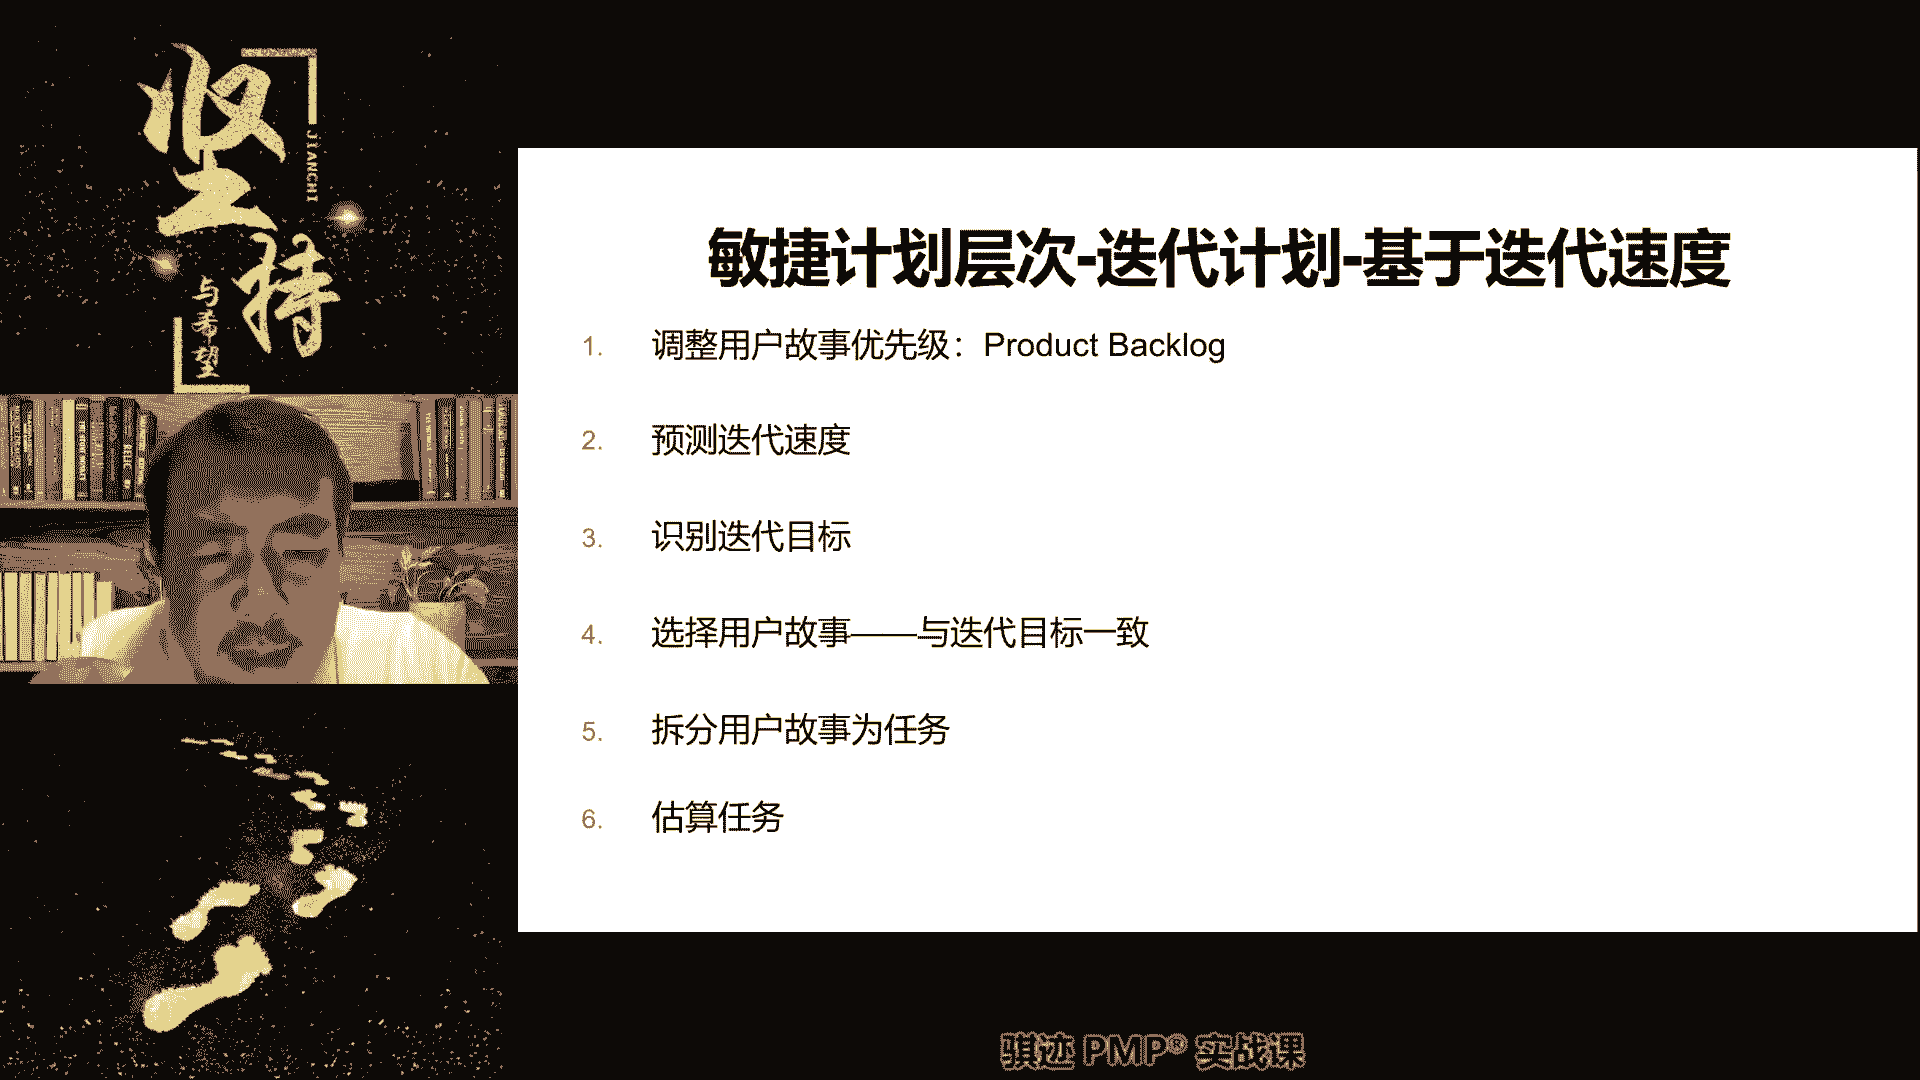 坚持
JIANCHI
与希望
敏捷计划层次-迭代计划-基于迭代速度
1. 调整用户故事优先级：Product Backlog
2. 预测迭代速度
3. 识别迭代目标
4. 选择用户故事——与迭代目标一致
5. 拆分用户故事为任务
6. 估算任务
骐迹 PMP® 实战课